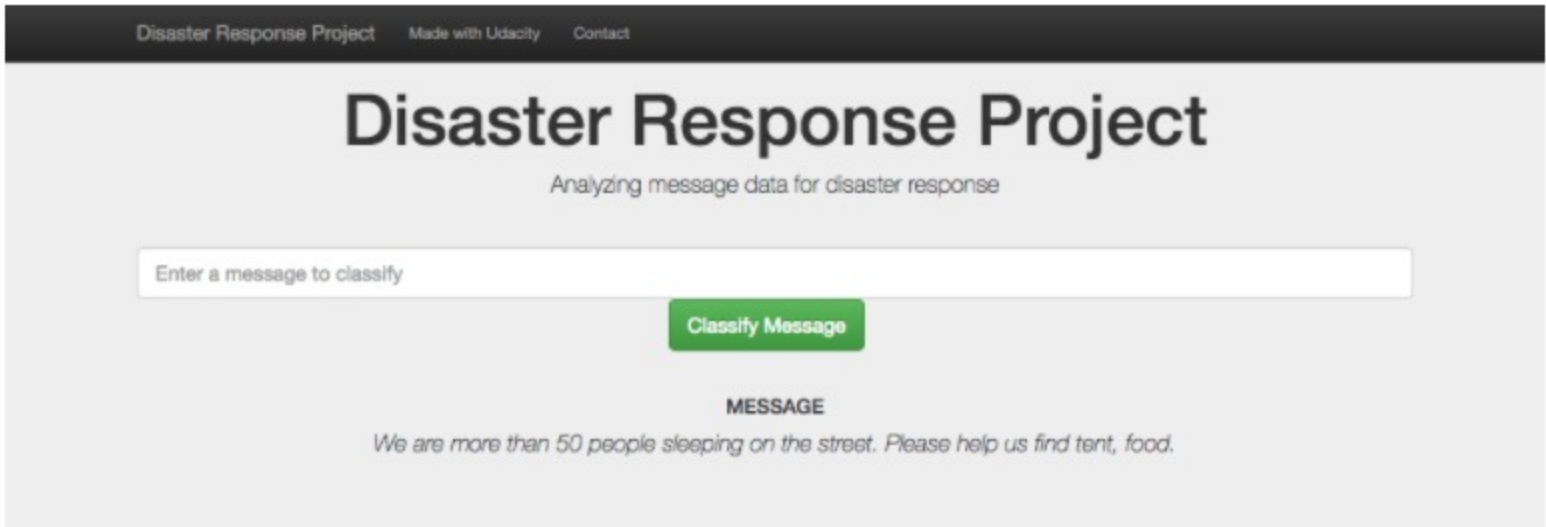 Disaster Response Project Made with Udacity Contact
Disaster Response Project
Analyzing message data for disaster response
Enter a message to classify
Classify Message
MESSAGE
We are more than 50 people sleeping on the street. Please help us find tent, food.